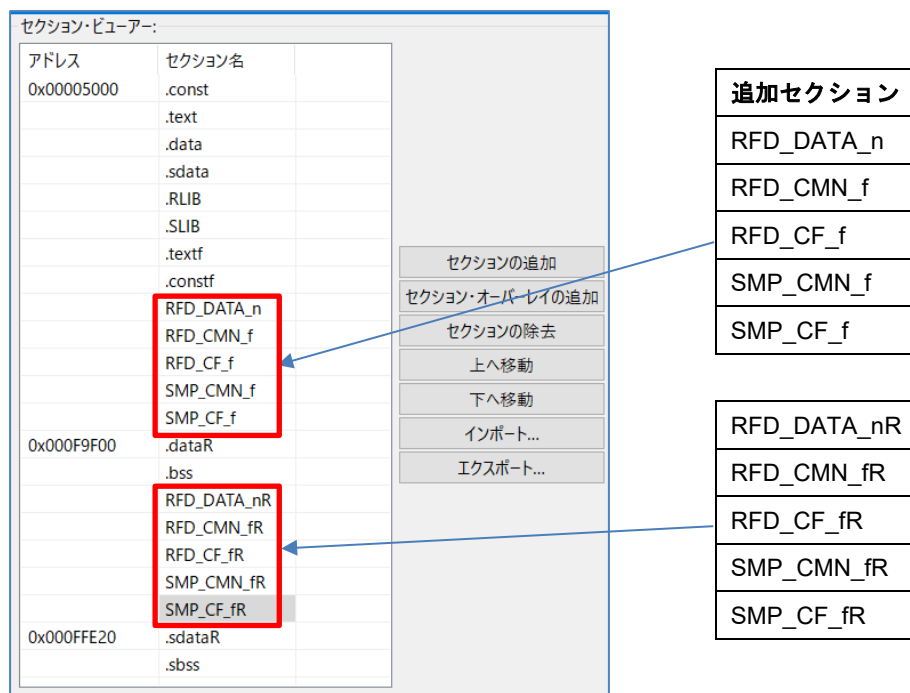 セクション・ビューアー:
アドレス セクション名
0x00005000 .const
.text
.data
.sdata
.RLIB
.SLIB
.textf
.constf
RFD_DATA_n
RFD_CMN_f
RFD_CF_f
SMP_CMN_f
SMP_CF_f
0x000F9F00 .dataR
.bss
RFD_DATA_nR
RFD_CMN_fR
RFD_CF_fR
SMP_CMN_fR
SMP_CF_fR
0x000FFE20 .sdataR
.sbss
セクションの追加
セクション・オーバーレイの追加
セクションの除去
上へ移動
下へ移動
インポート...
エクスポート...
追加セクション
RFD_DATA_n
RFD_CMN_f
RFD_CF_f
SMP_CMN_f
SMP_CF_f
RFD_DATA_nR
RFD_CMN_fR
RFD_CF_fR
SMP_CMN_fR
SMP_CF_fR